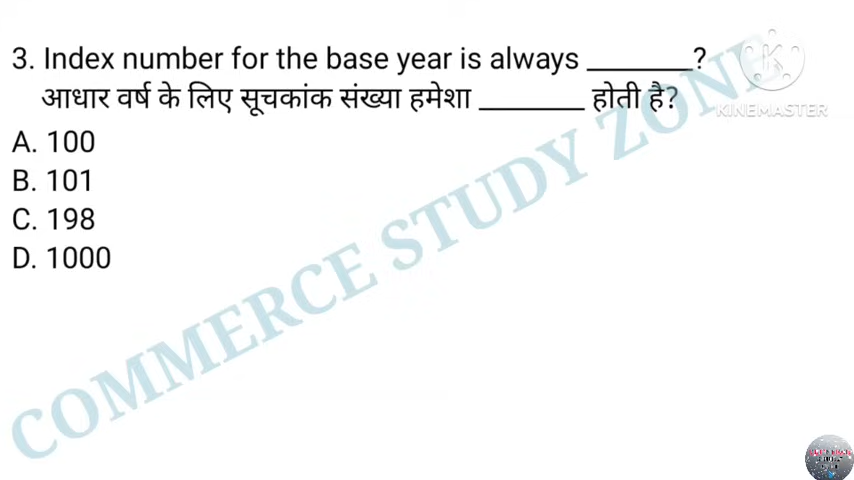 3. Index number for the base year is always ________?
आधार वर्ष के लिए सूचकांक संख्या हमेशा ________ होती है?
A. 100
B. 101
C. 198
D. 1000
COMMERCE STUDY ZONE
KINEMASTER